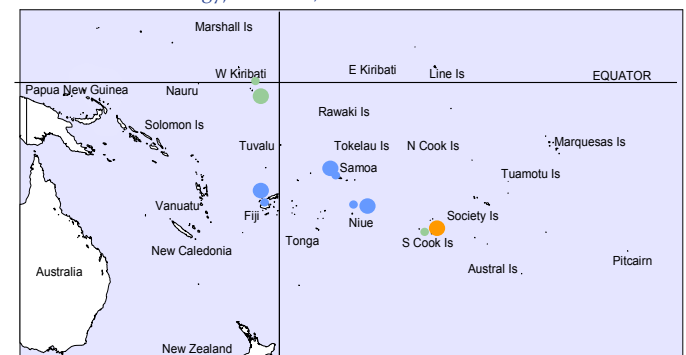 Marshall Is
W Kiribati
E Kiribati
Line Is
EQUATOR
Papua New Guinea
Nauru
Rawaki Is
Solomon Is
Tuvalu
Tokelau Is
N Cook Is
Marquesas Is
Samoa
Tuamotu Is
Vanuatu
Fiji
Niue
Society Is
Tonga
S Cook Is
New Caledonia
Australia
Austral Is
Pitcairn
New Zealand